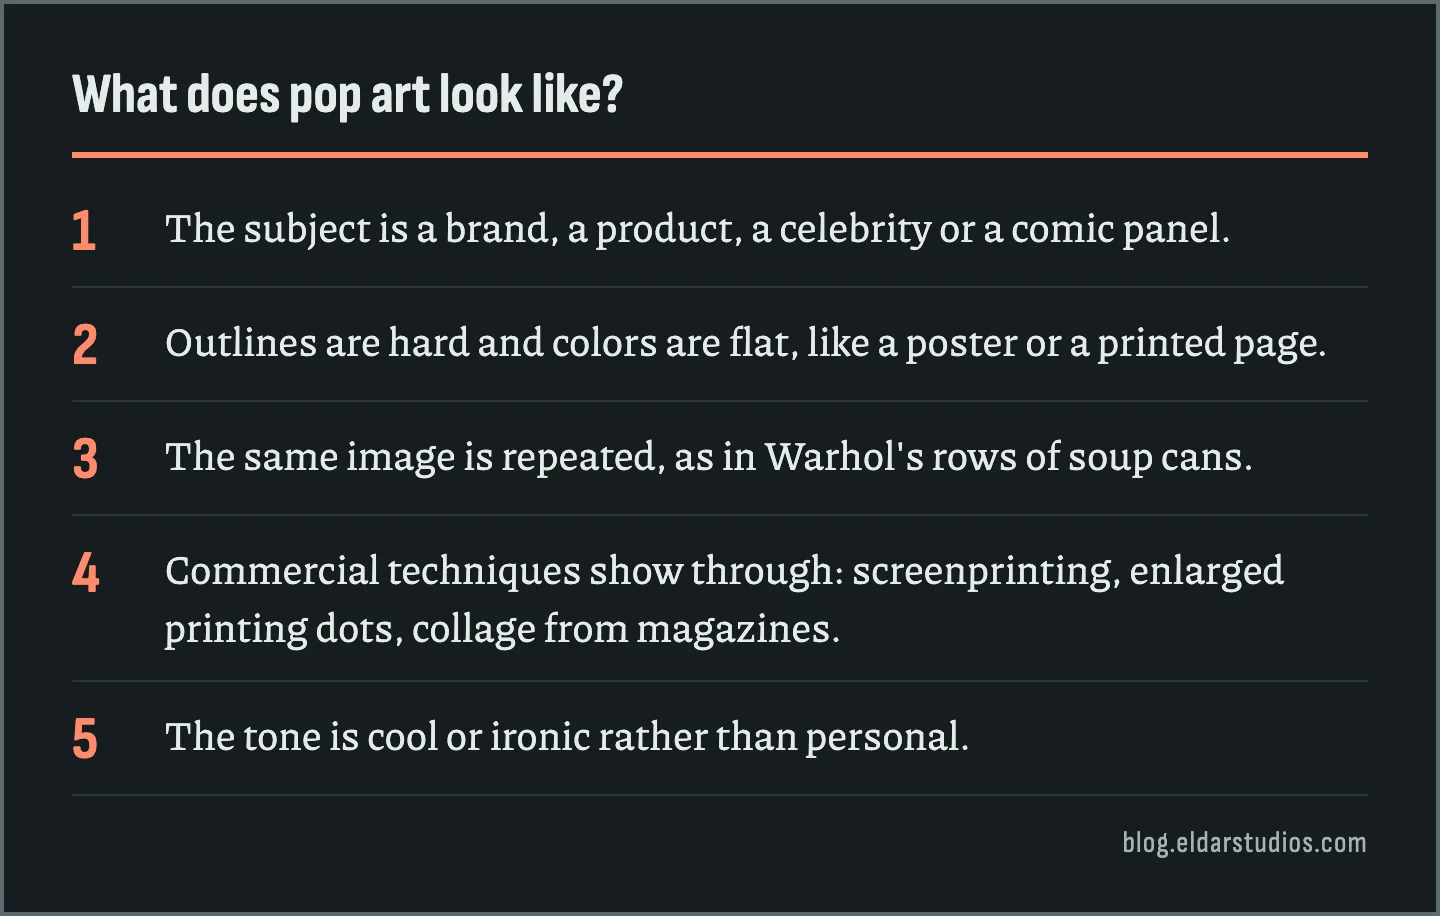 What does pop art look like?
1 The subject is a brand, a product, a celebrity or a comic panel.
2 Outlines are hard and colors are flat, like a poster or a printed page.
3 The same image is repeated, as in Warhol's rows of soup cans.
4 Commercial techniques show through: screenprinting, enlarged
printing dots, collage from magazines.
5 The tone is cool or ironic rather than personal.
blog.eldarstudios.com